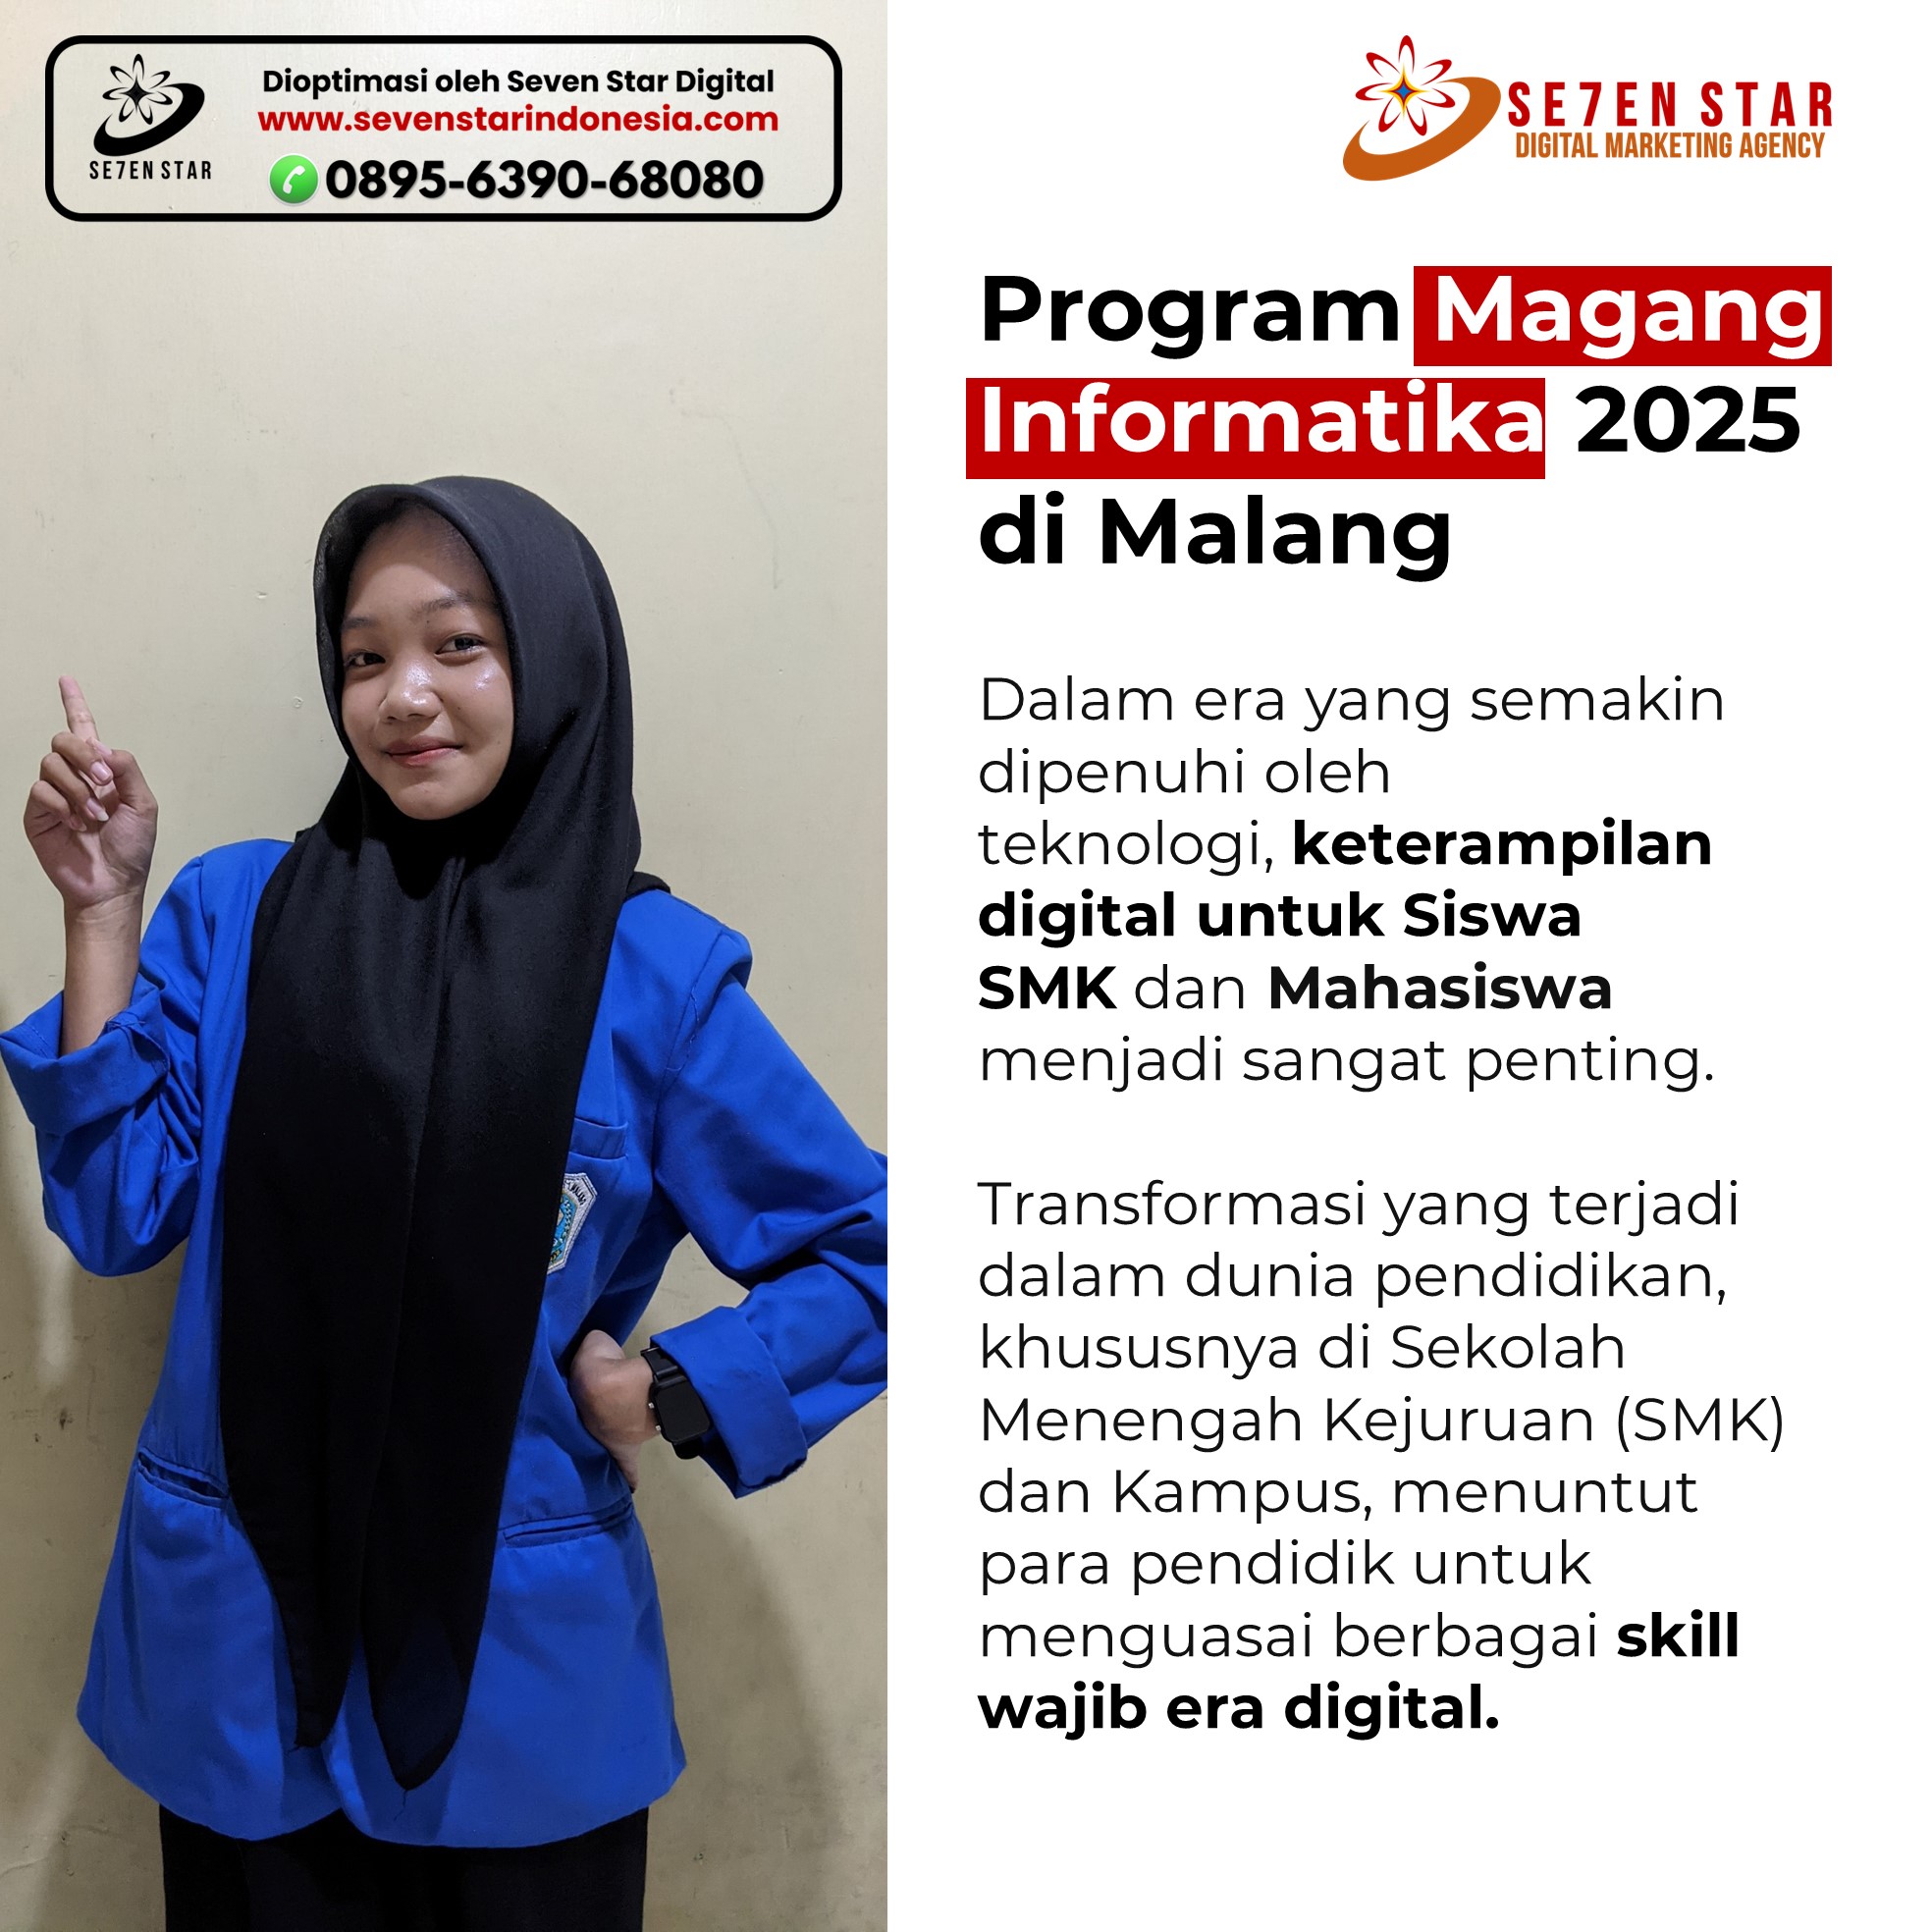 Dioptimasi oleh Seven Star Digital
www.sevenstarindonesia.com
SE7EN STAR
0895-6390-68080
SE7EN STAR
DIGITAL MARKETING AGENCY
Program Magang
Informatika 2025
di Malang
Dalam era yang semakin
dipenuhi oleh
teknologi, keterampilan
digital untuk Siswa
SMK dan Mahasiswa
menjadi sangat penting.
Transformasi yang terjadi
dalam dunia pendidikan,
khususnya di Sekolah
Menengah Kejuruan (SMK)
dan Kampus, menuntut
para pendidik untuk
menguasai berbagai skill
wajib era digital.